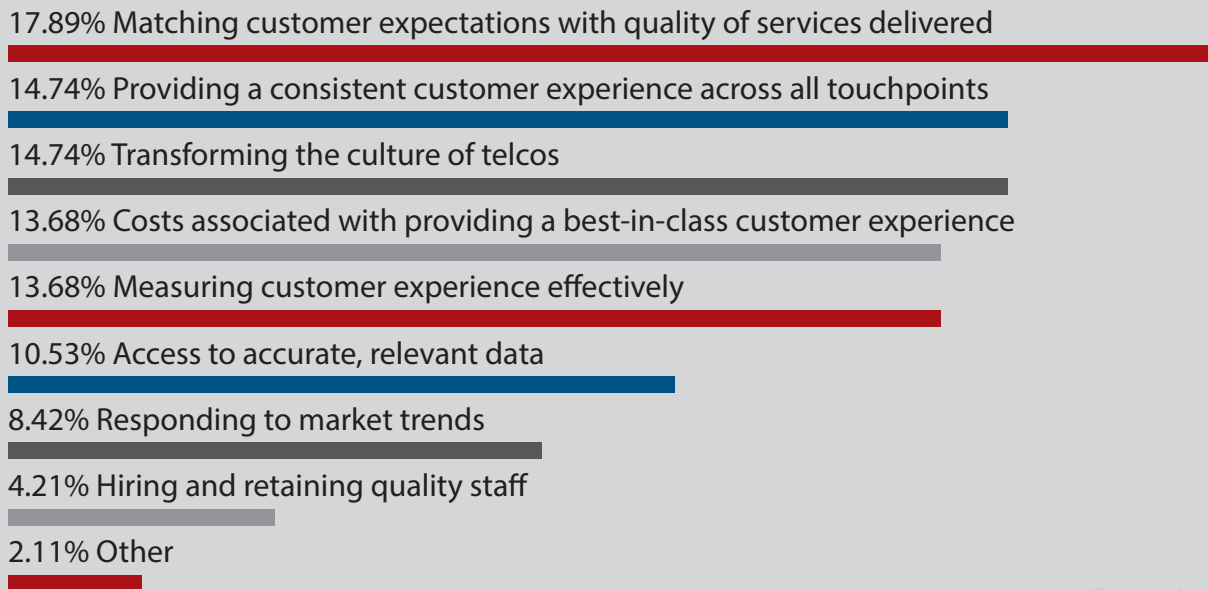 17.89% Matching customer expectations with quality of services delivered
14.74% Providing a consistent customer experience across all touchpoints
14.74% Transforming the culture of telcos
13.68% Costs associated with providing a best-in-class customer experience
13.68% Measuring customer experience effectively
10.53% Access to accurate, relevant data
8.42% Responding to market trends
4.21% Hiring and retaining quality staff
2.11% Other